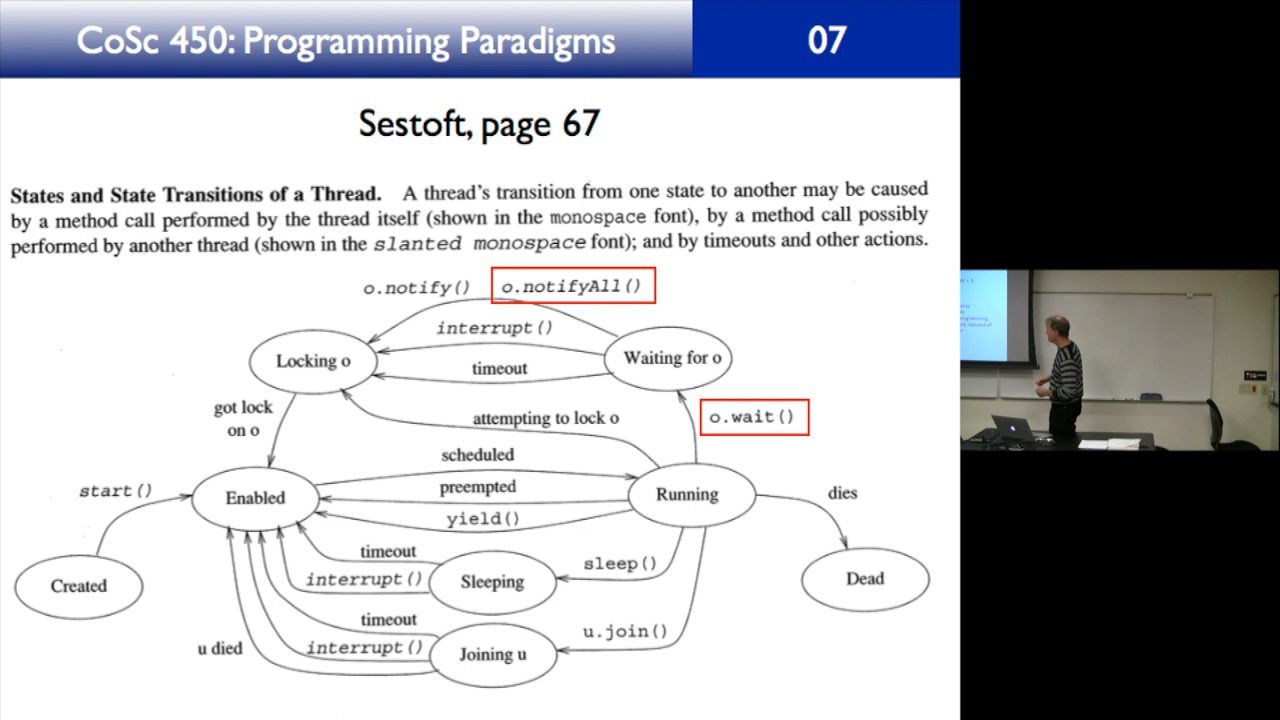 CoSc 450: Programming Paradigms
07
Sestoft, page 67
States and State Transitions of a Thread. A thread's transition from one state to another may be caused
by a method call performed by the thread itself (shown in the monospace font), by a method call possibly
performed by another thread (shown in the slanted monospace font); and by timeouts and other actions.
o.notify() o.notifyAll()
interrupt()
Locking o
Waiting for o
timeout
got lock
on o
attempting to lock o
o.wait()
scheduled
start()
Enabled
preempted
Running
dies
yield()
timeout
sleep()
Created
interrupt()
Sleeping
Dead
timeout
u.join()
u died
interrupt()
Joining u